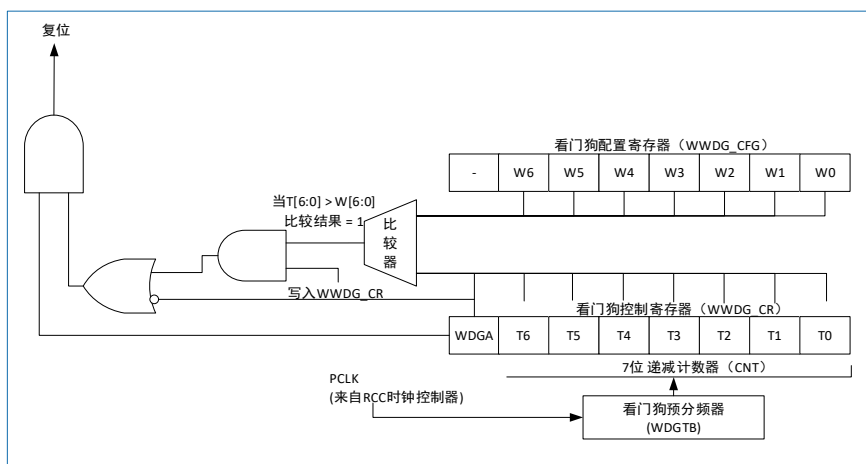 复位
看门狗配置寄存器（WWDG_CFG）
- W6 W5 W4 W3 W2 W1 W0
当T[6:0] > W[6:0]
比较结果 = 1
比较器
写入WWDG_CR
看门狗控制寄存器（WWDG_CR）
WDGA T6 T5 T4 T3 T2 T1 T0
7位 递减计数器（CNT）
PCLK
(来自RCC时钟控制器)
看门狗预分频器
(WDGTB)